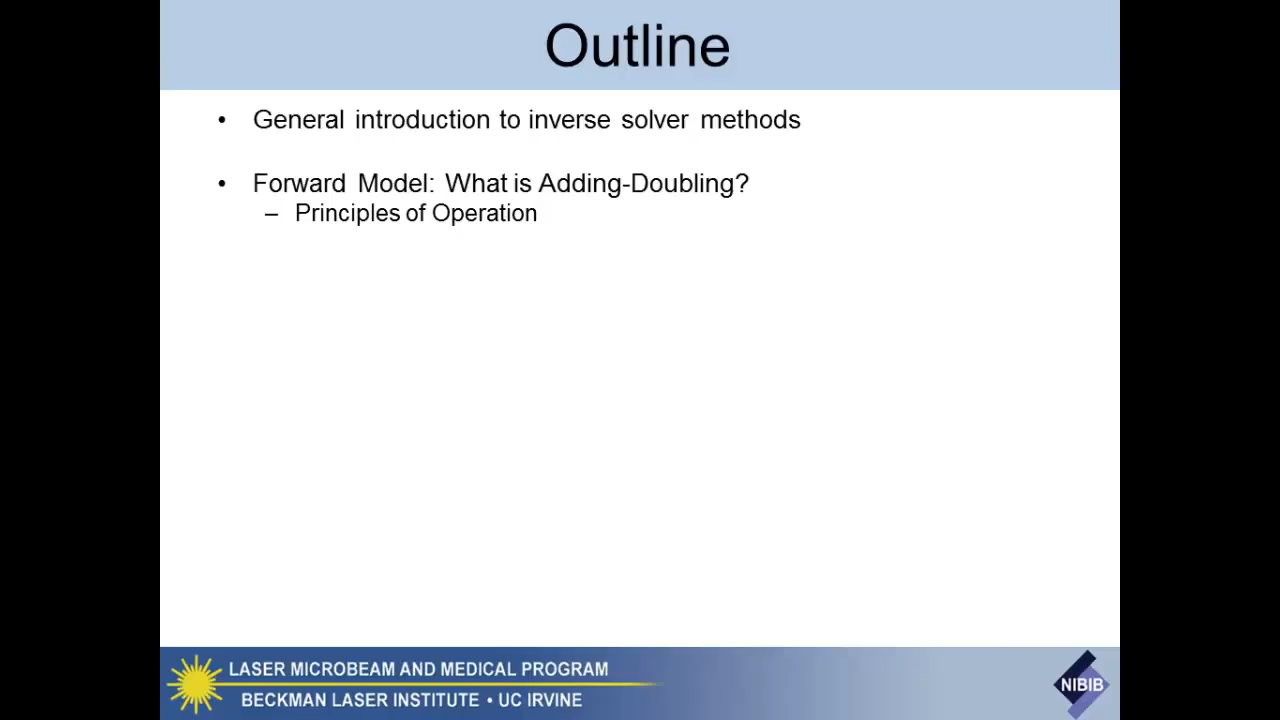 Outline
• General introduction to inverse solver methods
• Forward Model: What is Adding-Doubling?
– Principles of Operation
LASER MICROBEAM AND MEDICAL PROGRAM
BECKMAN LASER INSTITUTE • UC IRVINE
NIBIB